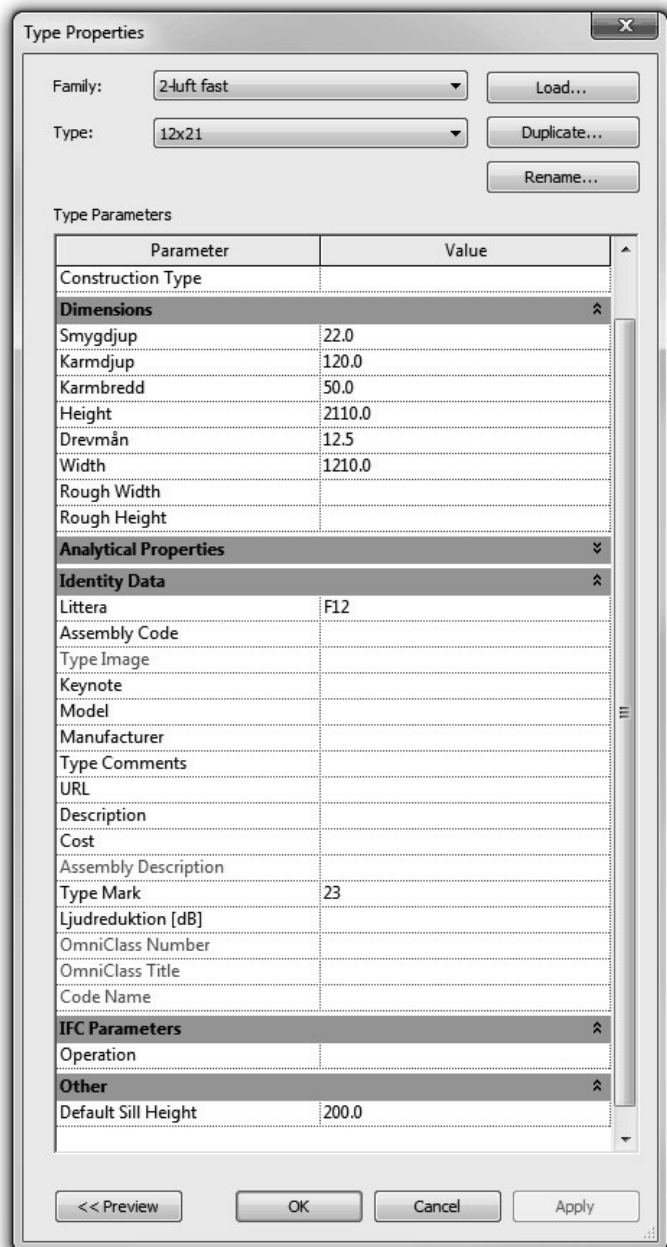 Type Properties
Family: 2-luft fast Load...
Type: 12x21 Duplicate...
Rename...
Type Parameters
Parameter Value
Construction Type
Dimensions
Smygdjup 22.0
Karmdjup 120.0
Karmbredd 50.0
Height 2110.0
Drevmån 12.5
Width 1210.0
Rough Width
Rough Height
Analytical Properties
Identity Data
Littera F12
Assembly Code
Type Image
Keynote
Model
Manufacturer
Type Comments
URL
Description
Cost
Assembly Description
Type Mark 23
Ljudreduktion [dB]
OmniClass Number
OmniClass Title
Code Name
IFC Parameters
Operation
Other
Default Sill Height 200.0
<< Preview OK Cancel Apply